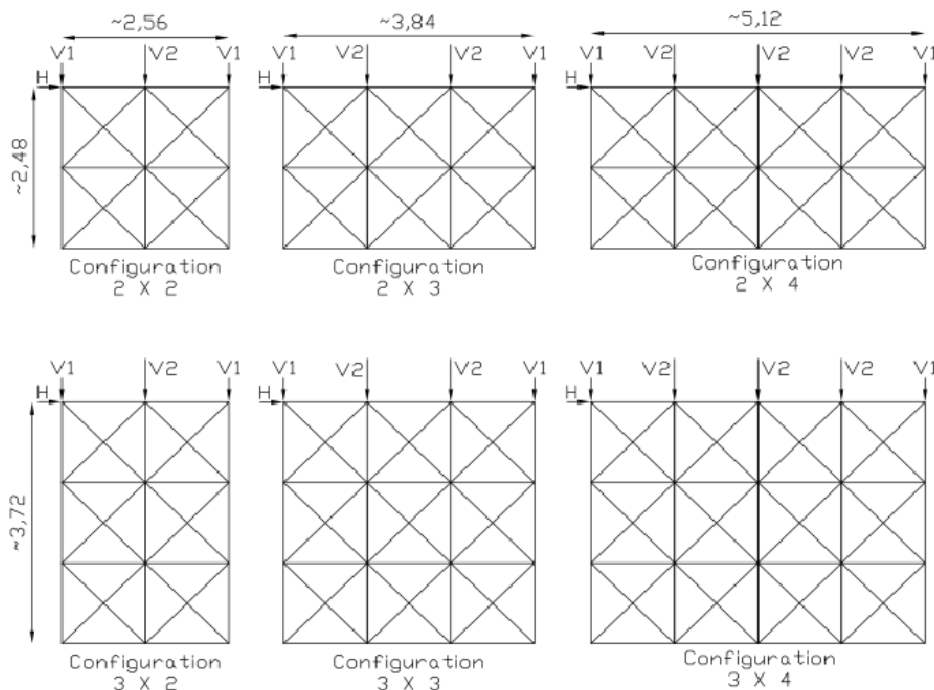 ~2,56
V1 V2 V1
H
~2,48
Configuration
2 X 2
~3,84
V1 V2 V2 V1
H
Configuration
2 X 3
~5,12
V1 V2 V2 V2 V1
H
Configuration
2 X 4
V1 V2 V1
H
~3,72
Configuration
3 X 2
V1 V2 V2 V1
H
Configuration
3 X 3
V1 V2 V2 V2 V1
H
Configuration
3 X 4